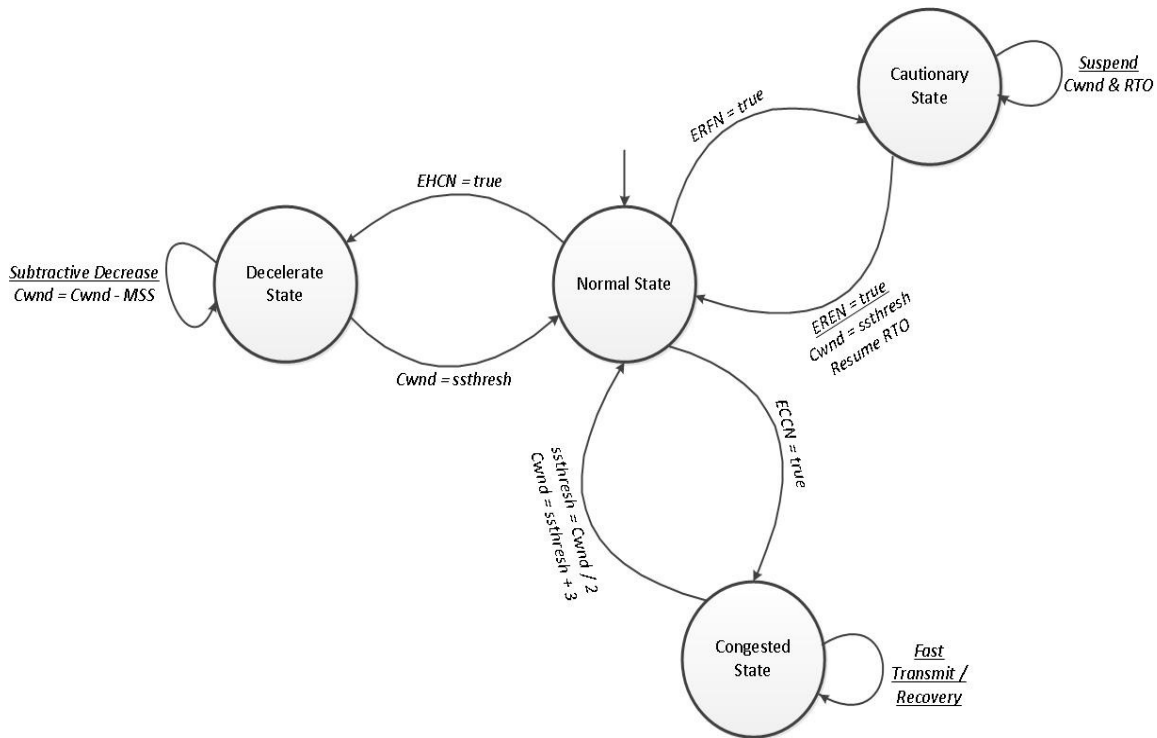 Cautionary
State
Suspend
Cwnd & RTO
ERFN = true
EHCN = true
Subtractive Decrease
Cwnd = Cwnd - MSS
Decelerate
State
Normal State
EREN = true
Cwnd = ssthresh
Resume RTO
Cwnd = ssthresh
ECCN = true
ssthresh = Cwnd / 2
Cwnd = ssthresh + 3
Congested
State
Fast
Transmit /
Recovery